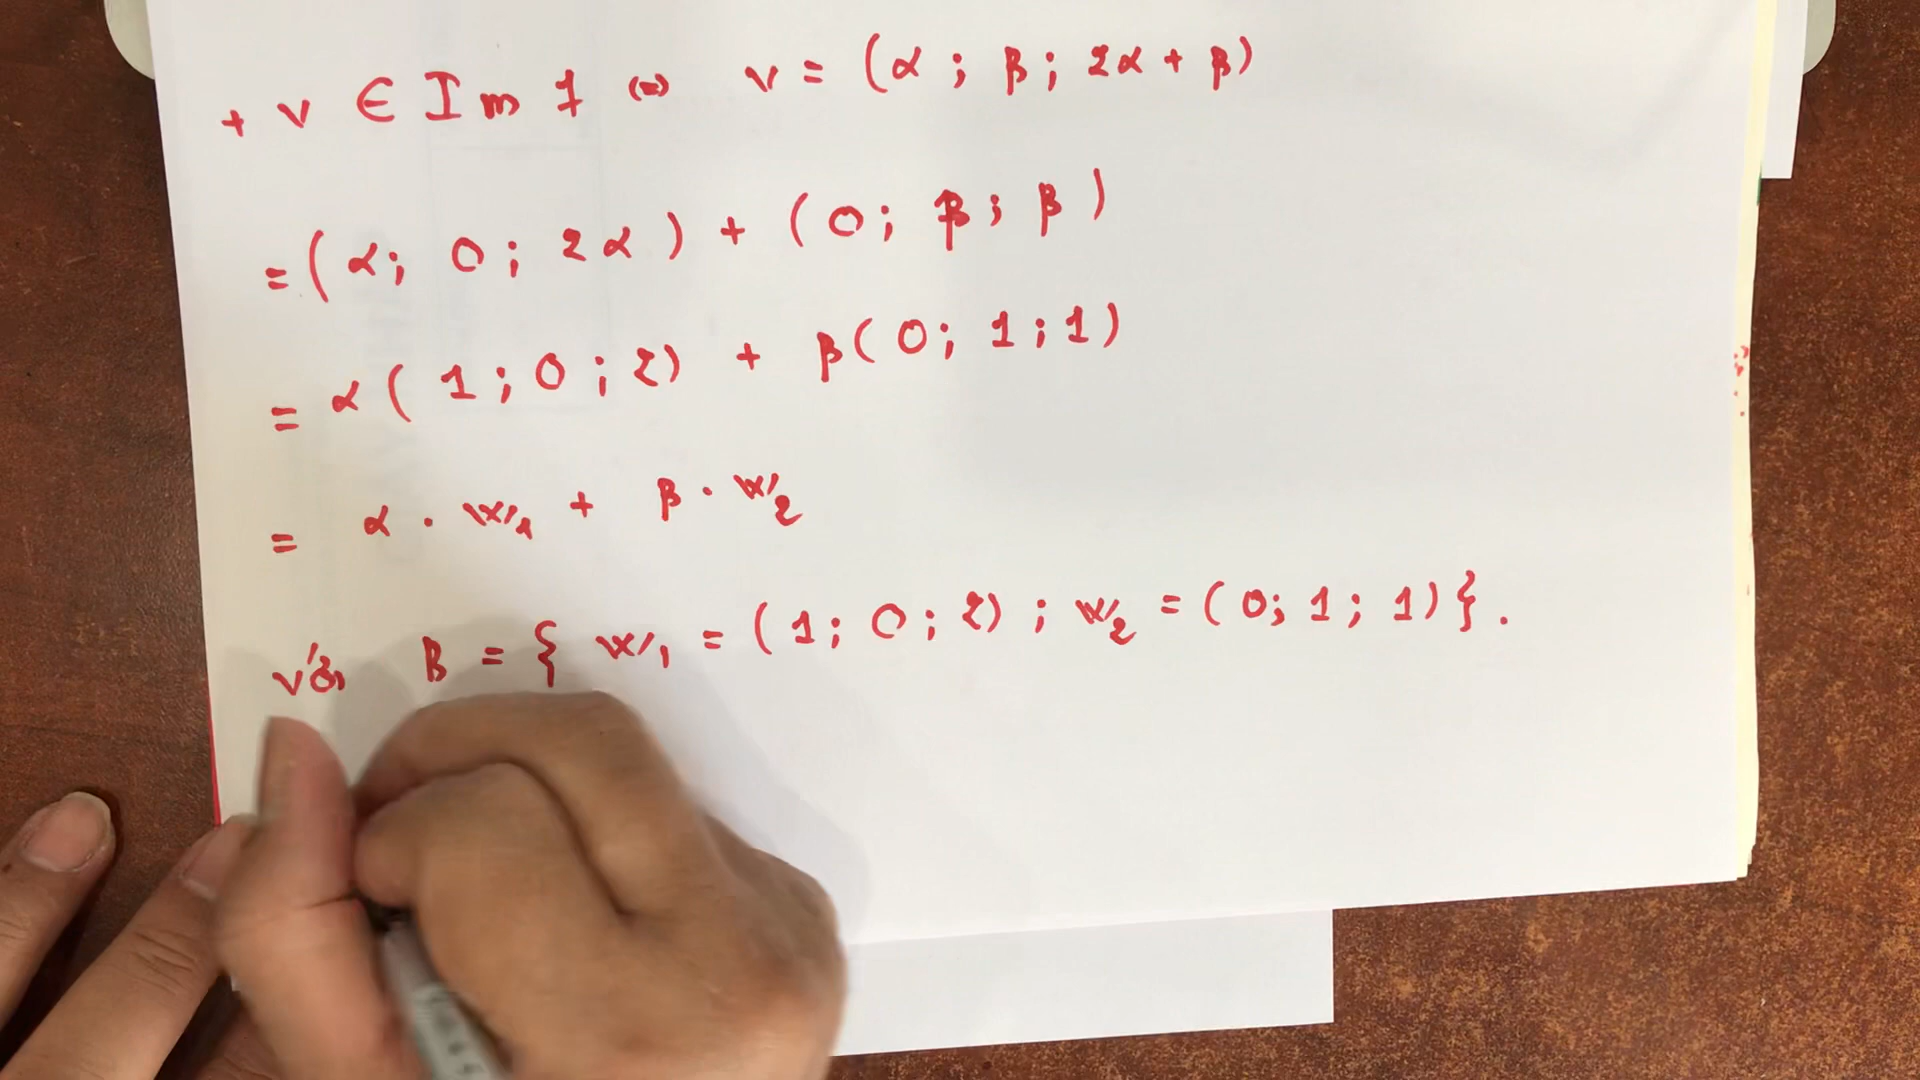 + v ∈ Im f ⇔ v = (α ; β ; 2α + β)
= (α ; 0 ; 2α) + (0 ; β ; β)
= α (1 ; 0 ; 2) + β (0 ; 1 ; 1)
= α . w₁ + β . w₂
với B = { w₁ = (1 ; 0 ; 2) ; w₂ = (0 ; 1 ; 1) } .